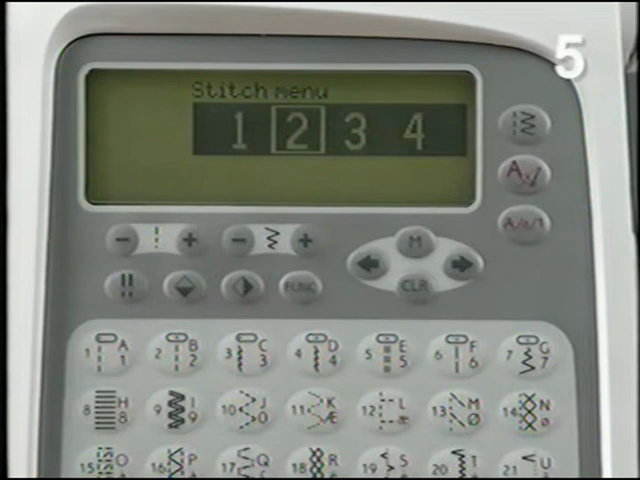 5
Stitch menu
1 2 3 4
A
M
A/a/1
- + - +
FUNC
CLR
1 A 1
2 B 2
3 C 3
4 D 4
5 E 5
6 F 6
7 G 7
8 H 8
9 I 9
10 J 0
11 K Æ
12 L æ
13 M Ø
14 N ø
15 O
16 P
17 Q
18 R
19 S
20 T
21 U